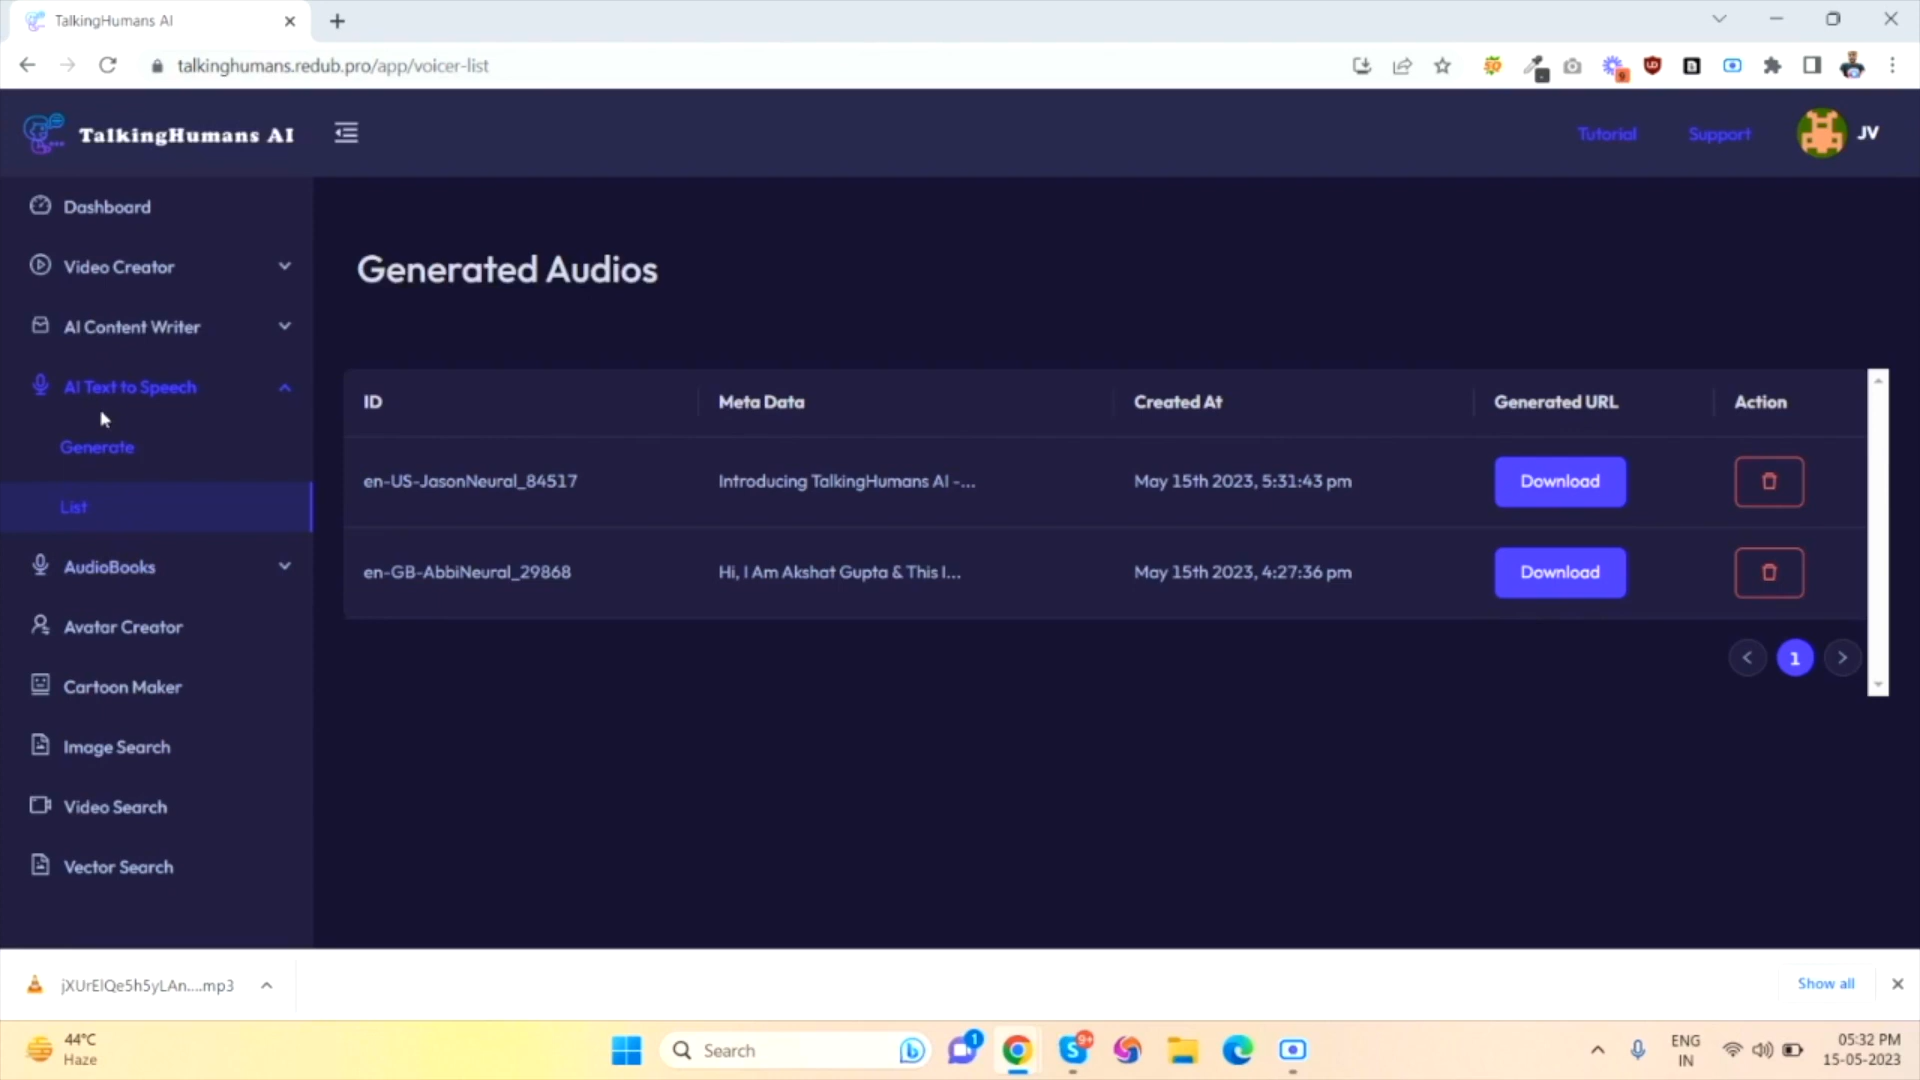 TalkingHumans AI
talkinghumans.redub.pro/app/voicer-list
TalkingHumans AI
Tutorial
Support
JV
Dashboard
Video Creator
AI Content Writer
AI Text to Speech
Generate
List
AudioBooks
Avatar Creator
Cartoon Maker
Image Search
Video Search
Vector Search
Generated Audios
ID Meta Data Created At Generated URL Action
en-US-JasonNeural_84517 Introducing TalkingHumans AI -... May 15th 2023, 5:31:43 pm Download
en-GB-AbbiNeural_29868 Hi, I Am Akshat Gupta & This I... May 15th 2023, 4:27:36 pm Download
1
Show all
44°C
Haze
Search
1
9+
ENG
IN
05:32 PM
15-05-2023